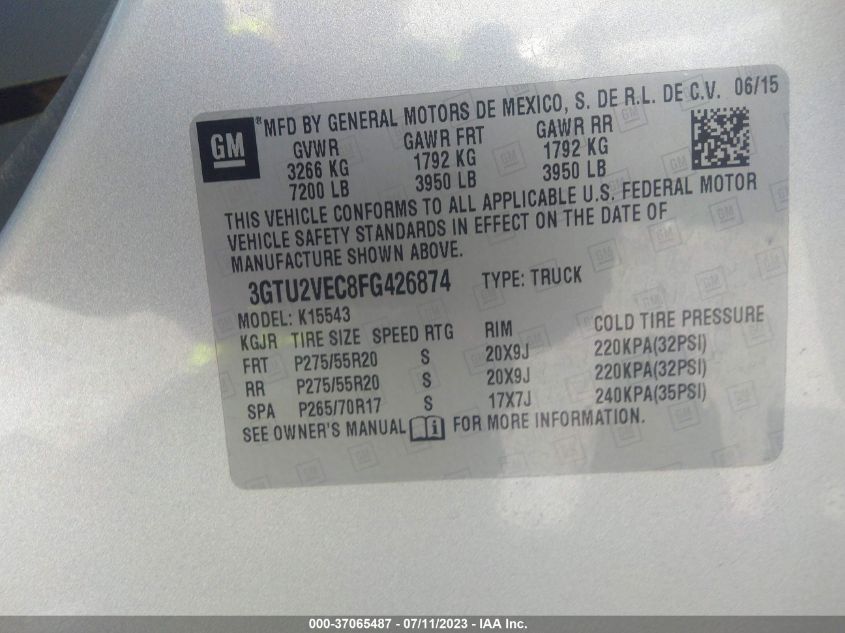 GM ® MFD BY GENERAL MOTORS DE MEXICO, S. DE R.L. DE C.V. 06/15
GVWR GAWR FRT GAWR RR
3266 KG 1792 KG 1792 KG
7200 LB 3950 LB 3950 LB
THIS VEHICLE CONFORMS TO ALL APPLICABLE U.S. FEDERAL MOTOR
VEHICLE SAFETY STANDARDS IN EFFECT ON THE DATE OF
MANUFACTURE SHOWN ABOVE.
3GTU2VEC8FG426874 TYPE: TRUCK
MODEL: K15543
KGJR TIRE SIZE SPEED RTG RIM COLD TIRE PRESSURE
FRT P275/55R20 S 20X9J 220KPA(32PSI)
RR P275/55R20 S 20X9J 220KPA(32PSI)
SPA P265/70R17 S 17X7J 240KPA(35PSI)
SEE OWNER'S MANUAL FOR MORE INFORMATION.
000-37065487 - 07/11/2023 - IAA Inc.